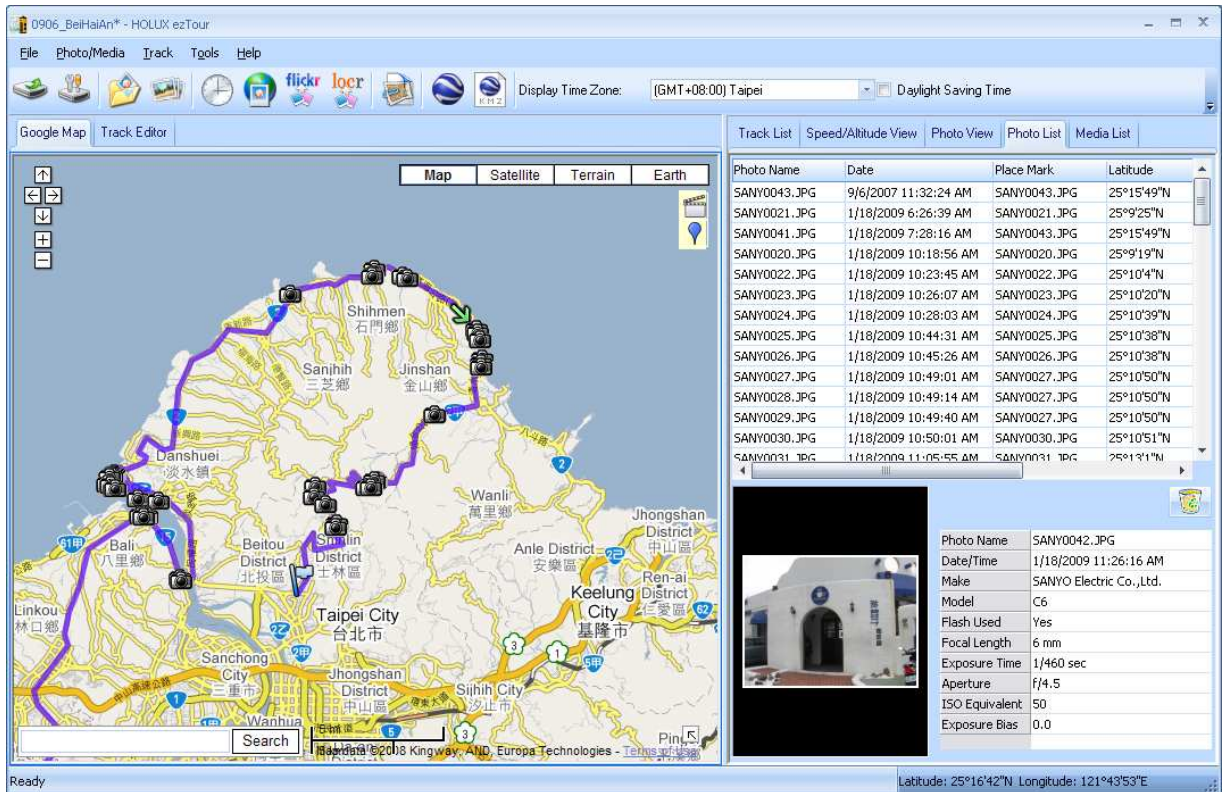 0906_BeiHaiAn* - HOLUX ezTour
File Photo/Media Track Tools Help
flickr locr KMZ Display Time Zone: (GMT+08:00) Taipei Daylight Saving Time
Google Map Track Editor
Map Satellite Terrain Earth
Shihmen
石門鄉
Sanjhih
三芝鄉
Jinshan
金山鄉
Danshuei
淡水鎮
Wanli
萬里鄉
Jhongshan
District
中山區
Bali
八里鄉
Beitou
District
北投區
Shihlin
District
士林區
Anle District
安樂區
Ren-ai
District
仁愛區
Keelung
City
基隆市
Linkou
林口鄉
Taipei City
台北市
Sanchong
City
三重市
Jhongshan
District
中山區
Sijhih City
汐止市
Wanhua
Search
5 mi
©2008 Kingway, AND, Europa Technologies - Terms of Use
Track List Speed/Altitude View Photo View Photo List Media List
Photo Name Date Place Mark Latitude
SANY0043.JPG 9/6/2007 11:32:24 AM SANY0043.JPG 25°15'49"N
SANY0021.JPG 1/18/2009 6:26:39 AM SANY0021.JPG 25°9'25"N
SANY0041.JPG 1/18/2009 7:28:16 AM SANY0043.JPG 25°15'49"N
SANY0020.JPG 1/18/2009 10:18:56 AM SANY0020.JPG 25°9'19"N
SANY0022.JPG 1/18/2009 10:23:45 AM SANY0022.JPG 25°10'4"N
SANY0023.JPG 1/18/2009 10:26:07 AM SANY0023.JPG 25°10'20"N
SANY0024.JPG 1/18/2009 10:28:03 AM SANY0024.JPG 25°10'39"N
SANY0025.JPG 1/18/2009 10:44:31 AM SANY0025.JPG 25°10'38"N
SANY0026.JPG 1/18/2009 10:45:26 AM SANY0026.JPG 25°10'38"N
SANY0027.JPG 1/18/2009 10:49:01 AM SANY0027.JPG 25°10'50"N
SANY0028.JPG 1/18/2009 10:49:14 AM SANY0027.JPG 25°10'50"N
SANY0029.JPG 1/18/2009 10:49:40 AM SANY0027.JPG 25°10'50"N
SANY0030.JPG 1/18/2009 10:50:01 AM SANY0030.JPG 25°10'51"N
SANY0031.JPG 1/18/2009 11:05:55 AM SANY0031.JPG 25°13'1"N
Photo Name SANY0042.JPG
Date/Time 1/18/2009 11:26:16 AM
Make SANYO Electric Co.,Ltd.
Model C6
Flash Used Yes
Focal Length 6 mm
Exposure Time 1/460 sec
Aperture f/4.5
ISO Equivalent 50
Exposure Bias 0.0
Ready
Latitude: 25°16'42"N Longitude: 121°43'53"E